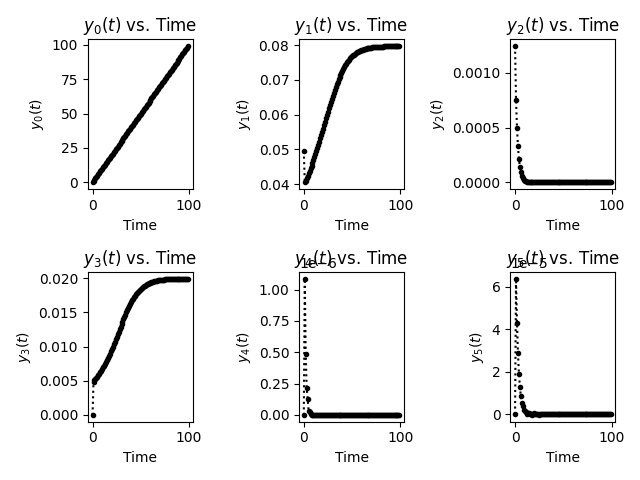 y0(t) vs. Time
y1(t) vs. Time
y2(t) vs. Time
100
75
50
25
0
y0(t)
0
100
Time
0.08
0.07
0.06
0.05
0.04
y1(t)
0
100
Time
0.0010
0.0005
0.0000
y2(t)
0
100
Time
y3(t) vs. Time
y4(t) vs. Time
y5(t) vs. Time
0.020
0.015
0.010
0.005
0.000
y3(t)
0
100
Time
1e−6
1.00
0.75
0.50
0.25
0.00
y4(t)
0
100
Time
1e−5
6
4
2
0
y5(t)
0
100
Time